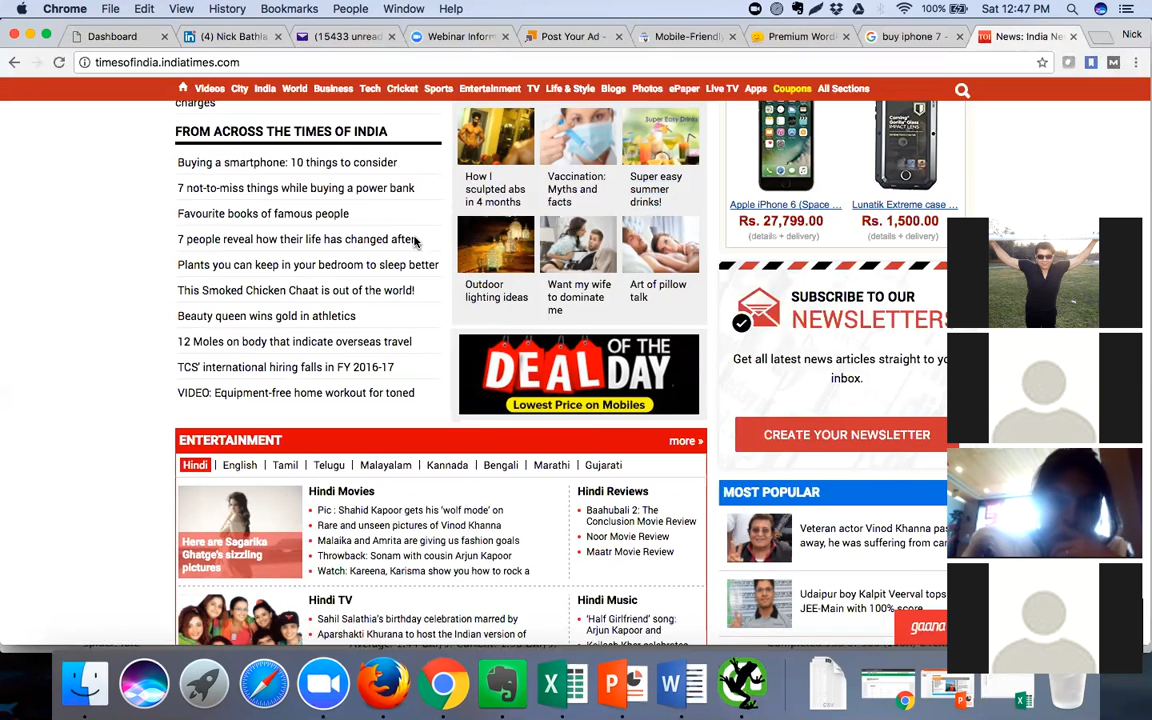 Chrome File Edit View History Bookmarks People Window Help 100% Sat 12:47 PM
Dashboard × (4) Nick Bathla × (15433 unread × Webinar Inform × Post Your Ad - × Mobile-Friendly × Premium Word × buy iphone 7 - × News: India Ne × Nick
timesofindia.indiatimes.com
Videos City India World Business Tech Cricket Sports Entertainment TV Life & Style Blogs Photos ePaper Live TV Apps Coupons All Sections
charges
FROM ACROSS THE TIMES OF INDIA
Buying a smartphone: 10 things to consider
7 not-to-miss things while buying a power bank
Favourite books of famous people
7 people reveal how their life has changed after
Plants you can keep in your bedroom to sleep better
This Smoked Chicken Chaat is out of the world!
Beauty queen wins gold in athletics
12 Moles on body that indicate overseas travel
TCS' international hiring falls in FY 2016-17
VIDEO: Equipment-free home workout for toned
Super Easy
How I
sculpted abs
in 4 months
Vaccination:
Myths and
facts
Super easy
summer
drinks!
Outdoor
lighting ideas
Want my wife
to dominate
me
Art of pillow
talk
DEAL OF THE
DAY
Lowest Price on Mobiles
Apple iPhone 6 (Space ...
Rs. 27,799.00
(details + delivery)
Lunatik Extreme case ...
Rs. 1,500.00
(details + delivery)
SUBSCRIBE TO OUR
NEWSLETTERS
Get all latest news articles straight to yo
inbox.
CREATE YOUR NEWSLETTER
MOST POPULAR
Veteran actor Vinod Khanna pas
away, he was suffering from can
Udaipur boy Kalpit Veerval tops
JEE-Main with 100% score
gaana
ENTERTAINMENT more »
Hindi | English | Tamil | Telugu | Malayalam | Kannada | Bengali | Marathi | Gujarati
Here are Sagarika
Ghatge's sizzling
pictures
Hindi Movies
Pic : Shahid Kapoor gets his 'wolf mode' on
Rare and unseen pictures of Vinod Khanna
Malaika and Amrita are giving us fashion goals
Throwback: Sonam with cousin Arjun Kapoor
Watch: Kareena, Karisma show you how to rock a
Hindi Reviews
Baahubali 2: The
Conclusion Movie Review
Noor Movie Review
Maatr Movie Review
Hindi TV
Sahil Salathia's birthday celebration marred by
Aparshakti Khurana to host the Indian version of
Hindi Music
'Half Girlfriend' song:
Arjun Kapoor and